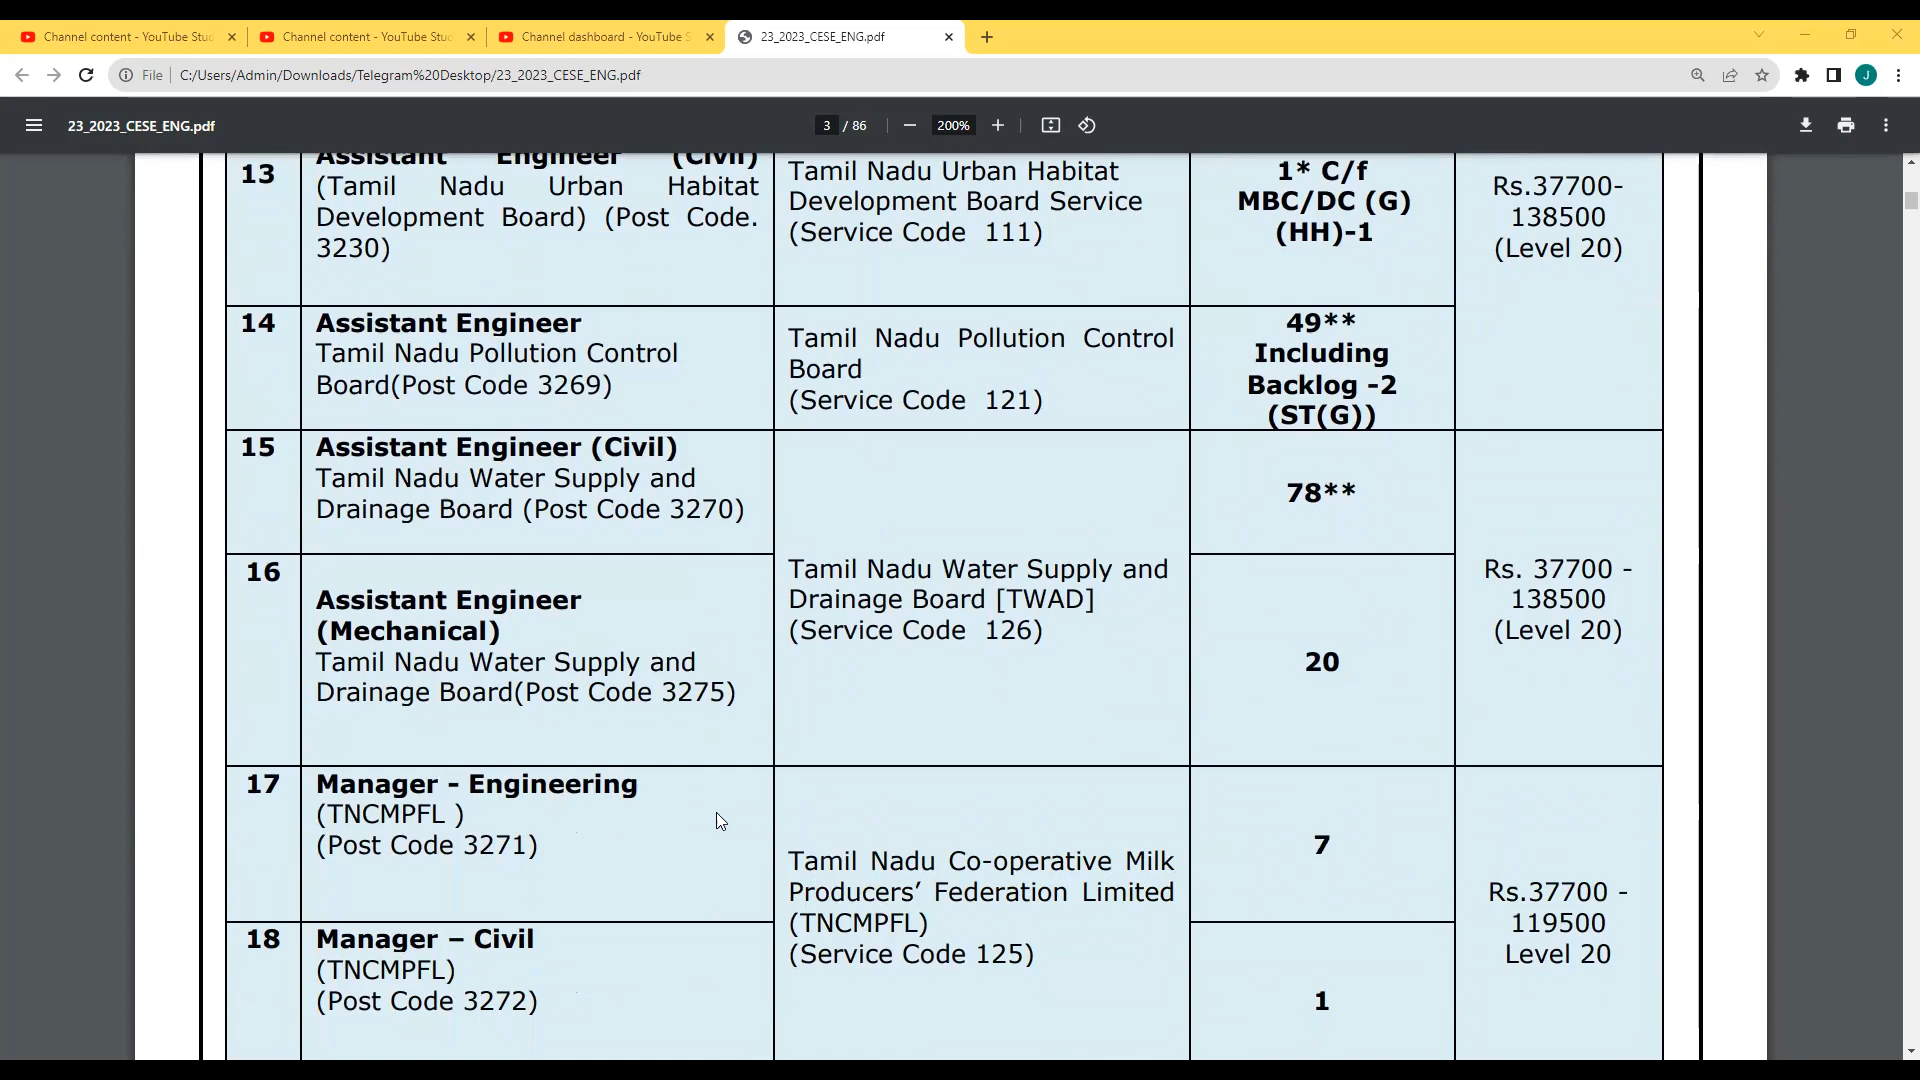 Channel content - YouTube Stud
Channel content - YouTube Stud
Channel dashboard - YouTube S
23_2023_CESE_ENG.pdf
File
C:/Users/Admin/Downloads/Telegram%20Desktop/23_2023_CESE_ENG.pdf
J
23_2023_CESE_ENG.pdf
3 / 86
200%
13
Assistant Engineer (Civil)
(Tamil Nadu Urban Habitat
Development Board) (Post Code.
3230)
Tamil Nadu Urban Habitat
Development Board Service
(Service Code 111)
1* C/f
MBC/DC (G)
(HH)-1
Rs.37700-
138500
(Level 20)
14
Assistant Engineer
Tamil Nadu Pollution Control
Board(Post Code 3269)
Tamil Nadu Pollution Control
Board
(Service Code 121)
49**
Including
Backlog -2
(ST(G))
15
Assistant Engineer (Civil)
Tamil Nadu Water Supply and
Drainage Board (Post Code 3270)
78**
16
Assistant Engineer
(Mechanical)
Tamil Nadu Water Supply and
Drainage Board(Post Code 3275)
Tamil Nadu Water Supply and
Drainage Board [TWAD]
(Service Code 126)
20
Rs. 37700 -
138500
(Level 20)
17
Manager - Engineering
(TNCMPFL )
(Post Code 3271)
7
18
Manager – Civil
(TNCMPFL)
(Post Code 3272)
Tamil Nadu Co-operative Milk
Producers’ Federation Limited
(TNCMPFL)
(Service Code 125)
1
Rs.37700 -
119500
Level 20